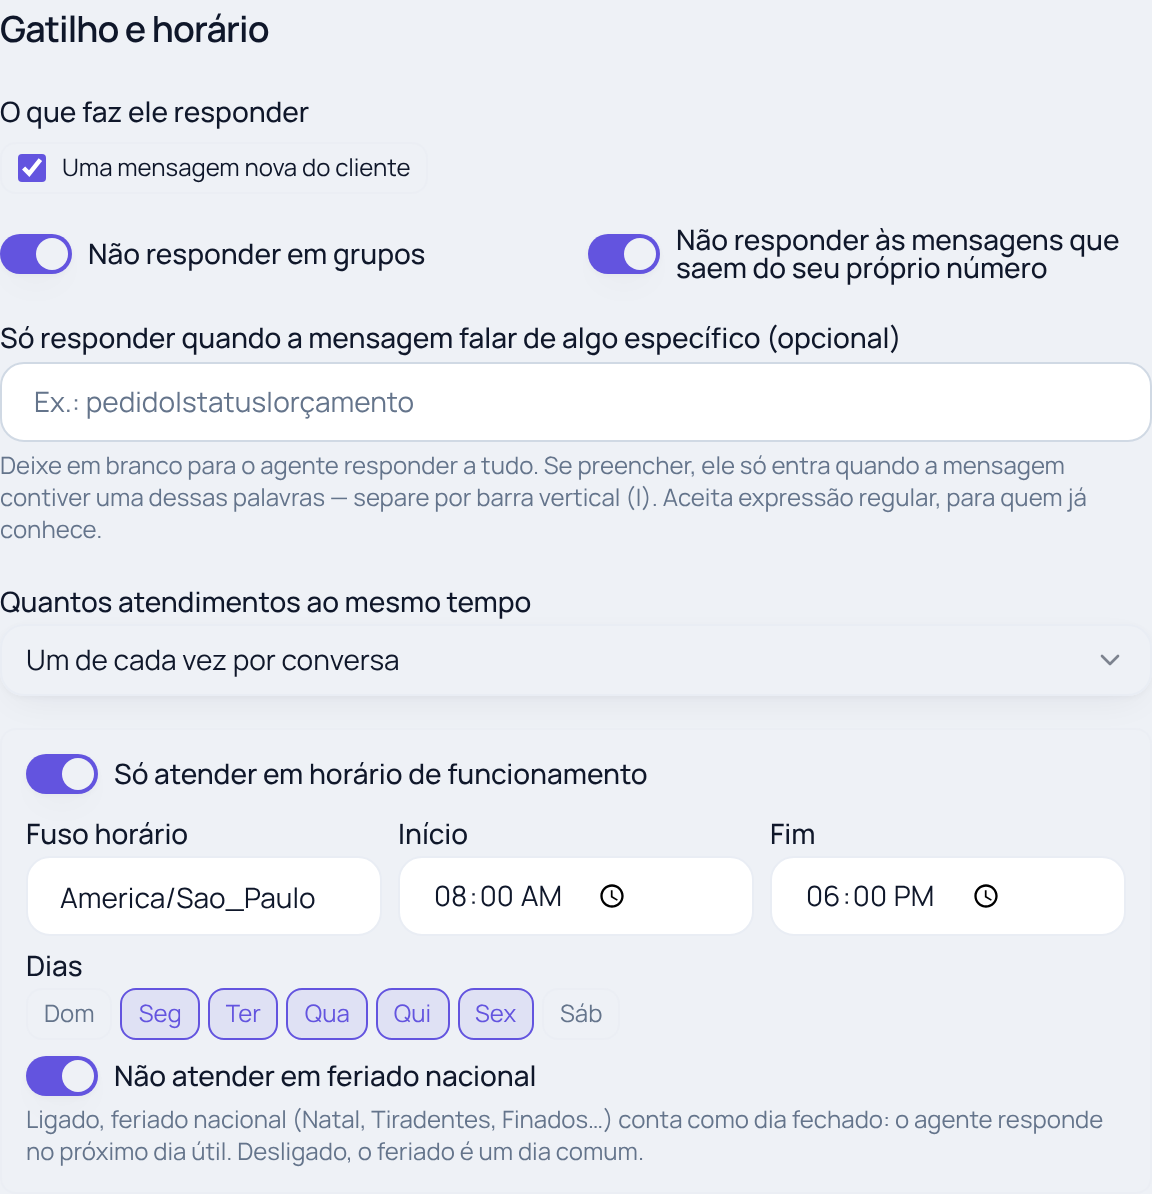 Gatilho e horário
O que faz ele responder
Uma mensagem nova do cliente
Não responder em grupos
Não responder às mensagens que
saem do seu próprio número
Só responder quando a mensagem falar de algo específico (opcional)
Ex.: pedido|status|orçamento
Deixe em branco para o agente responder a tudo. Se preencher, ele só entra quando a mensagem
contiver uma dessas palavras — separe por barra vertical (|). Aceita expressão regular, para quem já
conhece.
Quantos atendimentos ao mesmo tempo
Um de cada vez por conversa
Só atender em horário de funcionamento
Fuso horário
Início
Fim
America/Sao_Paulo
08:00 AM
06:00 PM
Dias
Dom
Seg
Ter
Qua
Qui
Sex
Sáb
Não atender em feriado nacional
Ligado, feriado nacional (Natal, Tiradentes, Finados…) conta como dia fechado: o agente responde
no próximo dia útil. Desligado, o feriado é um dia comum.